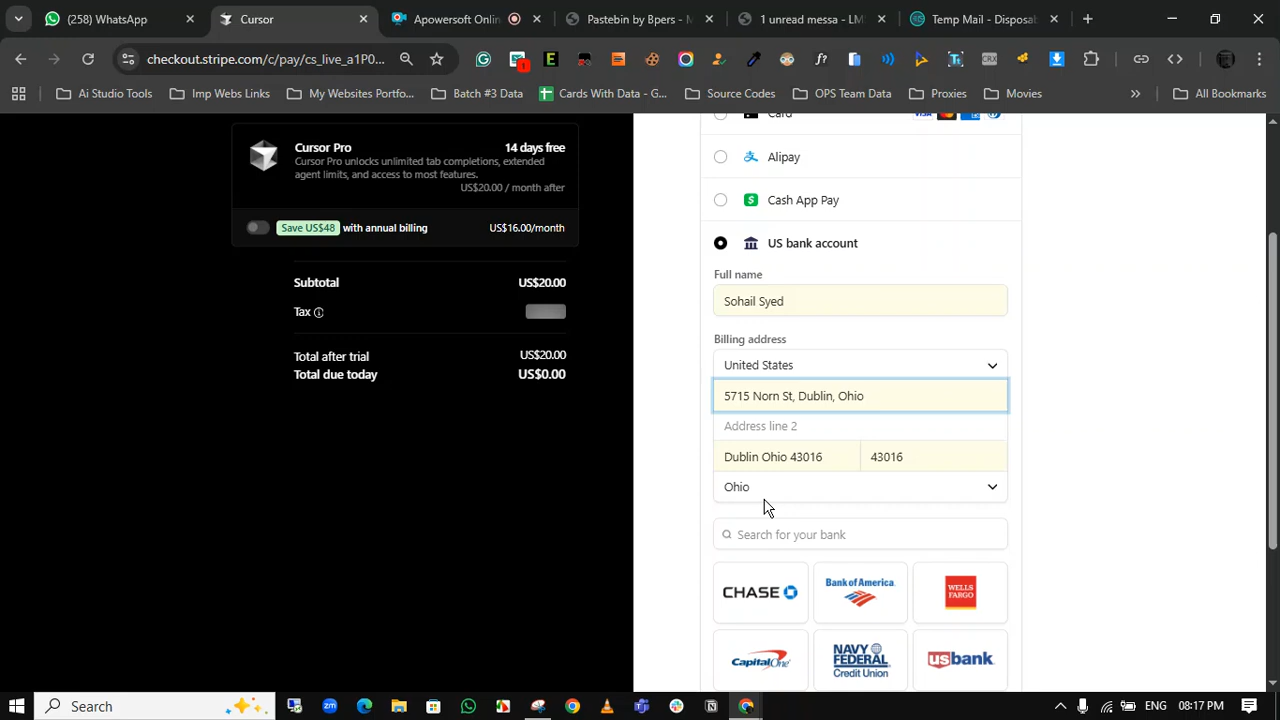 (258) WhatsApp
Cursor
Apowersoft Onlin
Pastebin by Bpers - M
1 unread messa - LM
Temp Mail - Disposal
checkout.stripe.com/c/pay/cs_live_a1P0...
1
f?
CRX
Ai Studio Tools
Imp Webs Links
My Websites Portfo...
Batch #3 Data
Cards With Data - G...
Source Codes
OPS Team Data
Proxies
Movies
All Bookmarks
Cursor Pro
14 days free
Cursor Pro unlocks unlimited tab completions, extended
agent limits, and access to most features.
US$20.00 / month after
Save US$48 with annual billing
US$16.00/month
Subtotal
US$20.00
Tax
Total after trial
US$20.00
Total due today
US$0.00
Card
VISA
Alipay
Cash App Pay
US bank account
Full name
Sohail Syed
Billing address
United States
5715 Norn St, Dublin, Ohio
Address line 2
Dublin Ohio 43016
43016
Ohio
Search for your bank
CHASE
Bank of America
WELLS
FARGO
Capital One
NAVY
FEDERAL
Credit Union
usbank
Search
zm
ENG
08:17 PM